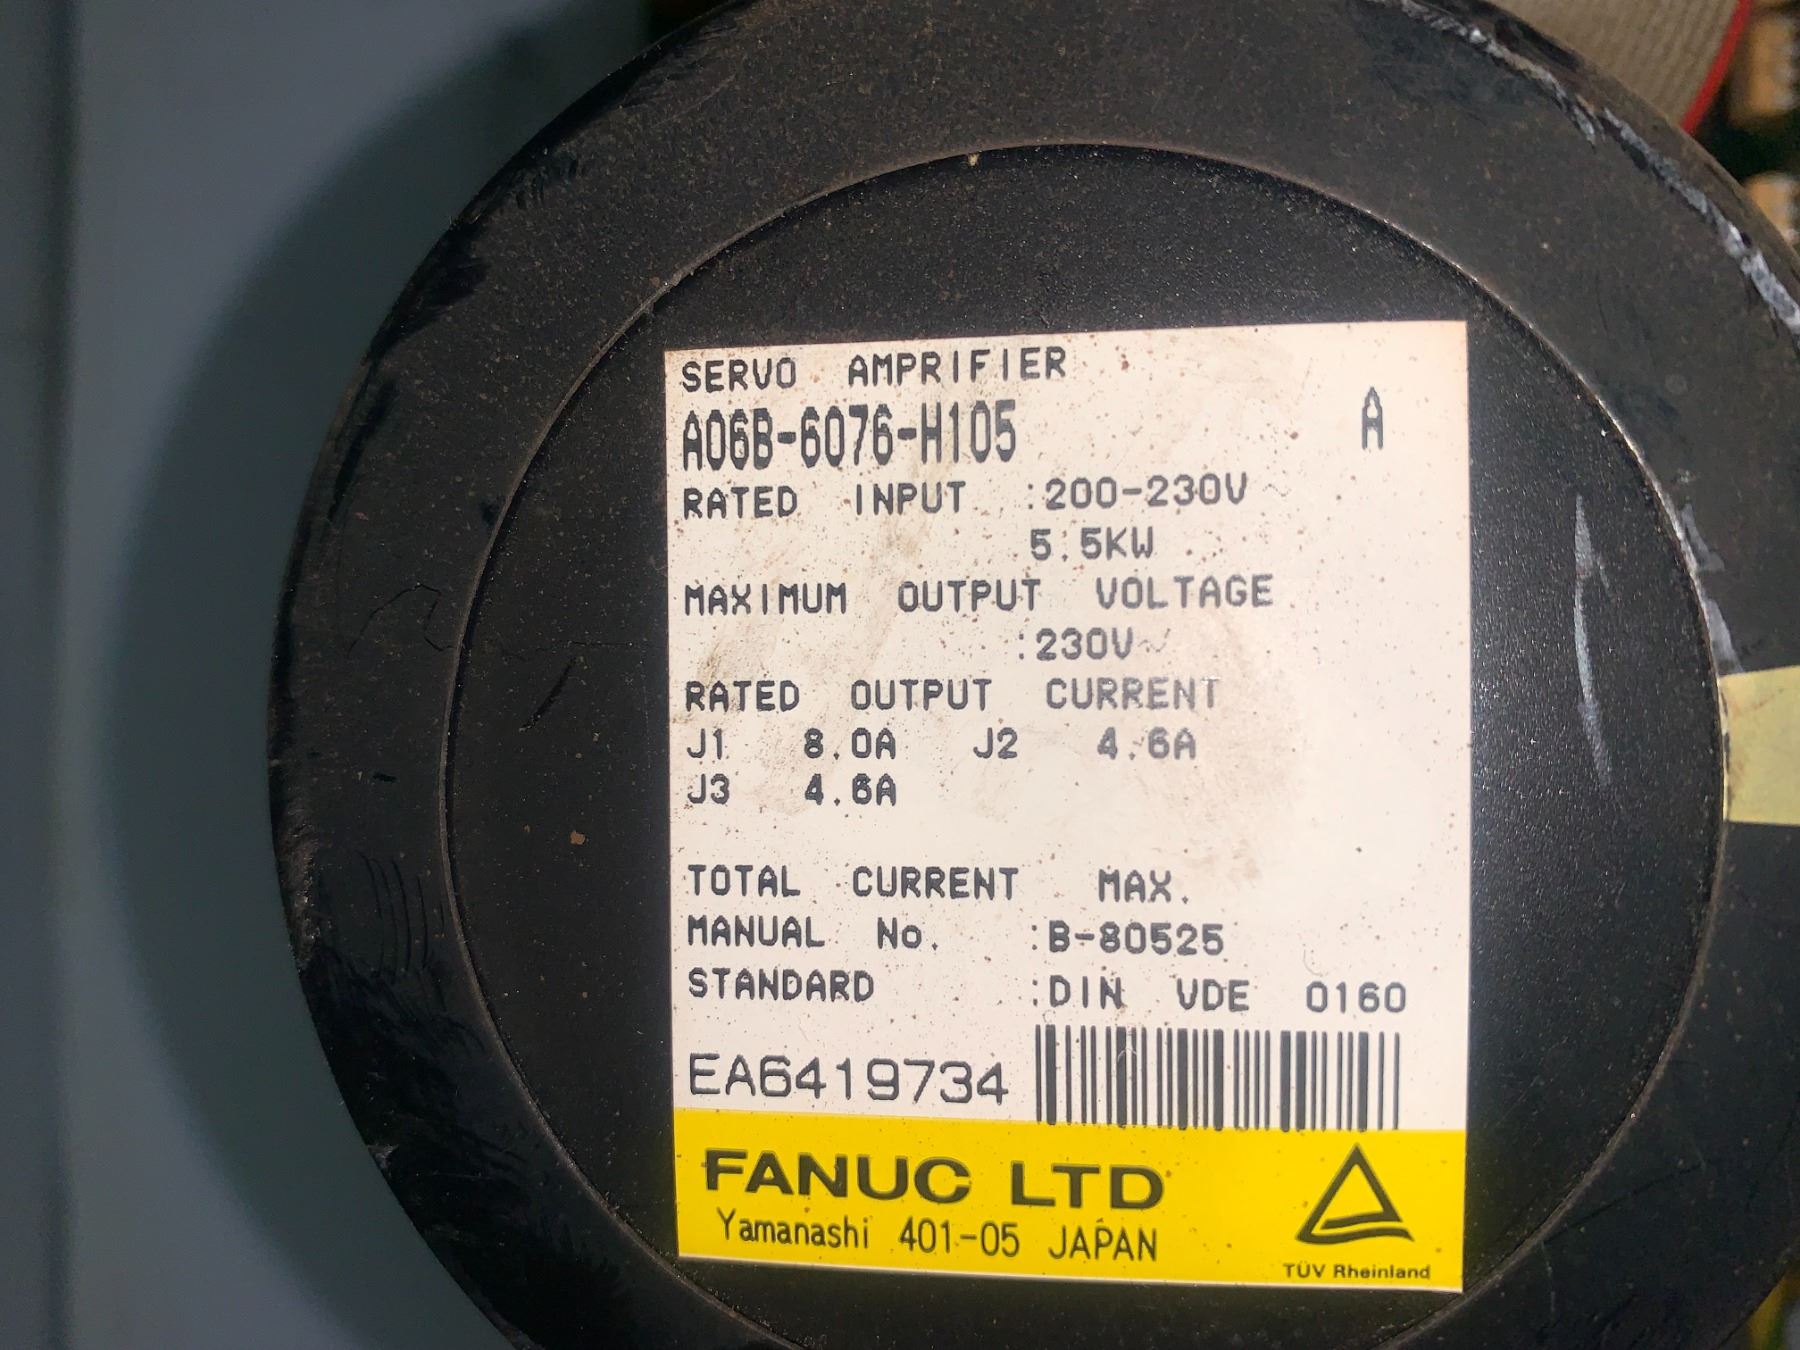 SERVO AMPRIFIER
A06B-6076-H105 A
RATED INPUT :200-230V~
5.5KW
MAXIMUM OUTPUT VOLTAGE
:230V~
RATED OUTPUT CURRENT
J1 8.0A J2 4.6A
J3 4.6A
TOTAL CURRENT MAX.
MANUAL No. :B-80525
STANDARD :DIN VDE 0160
EA6419734
FANUC LTD
Yamanashi 401-05 JAPAN
TÜV Rheinland